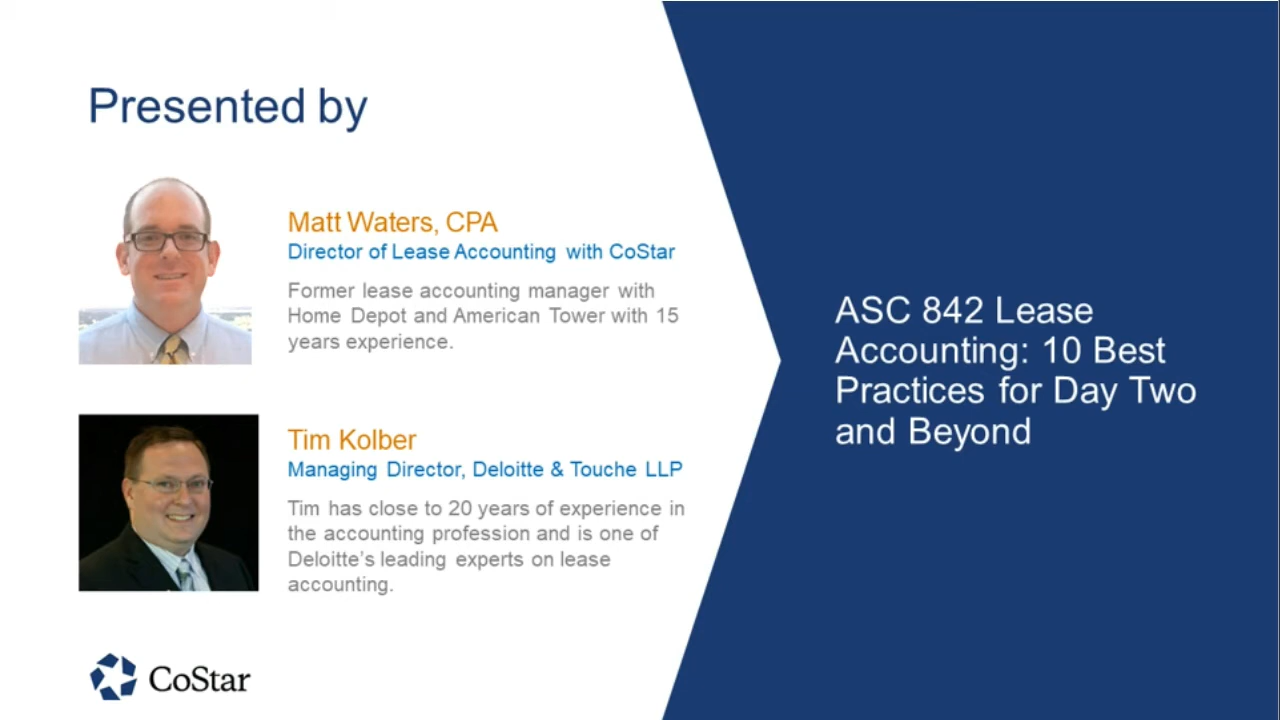 Presented by
Matt Waters, CPA
Director of Lease Accounting with CoStar
Former lease accounting manager with
Home Depot and American Tower with 15
years experience.
Tim Kolber
Managing Director, Deloitte & Touche LLP
Tim has close to 20 years of experience in
the accounting profession and is one of
Deloitte's leading experts on lease
accounting.
CoStar
ASC 842 Lease
Accounting: 10 Best
Practices for Day Two
and Beyond